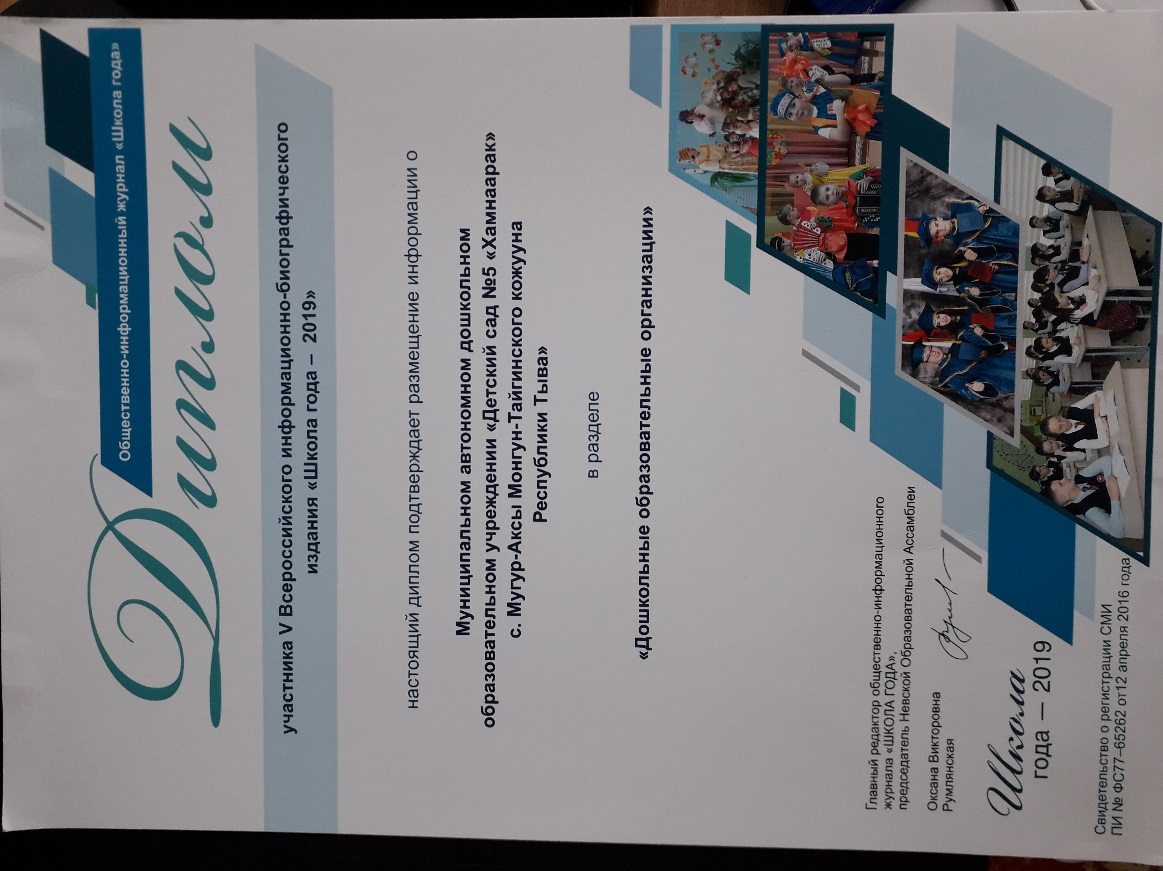 Общественно-информационный журнал «Школа года»
Диплом
участника V Всероссийского информационно-биографического
издания «Школа года – 2019»
настоящий диплом подтверждает размещение информации о
Муниципальном автономном дошкольном
образовательном учреждении «Детский сад №5 «Хамнаарак»
с. Мугур-Аксы Монгун-Тайгинского кожууна
Республики Тыва»
в разделе
«Дошкольные образовательные организации»
Главный редактор общественно-информационного
журнала «ШКОЛА ГОДА»,
председатель Невской Образовательной Ассамблеи
Оксана Викторовна
Румлянская
Школа
года – 2019
Свидетельство о регистрации СМИ
ПИ № ФС77–65262 от12 апреля 2016 года